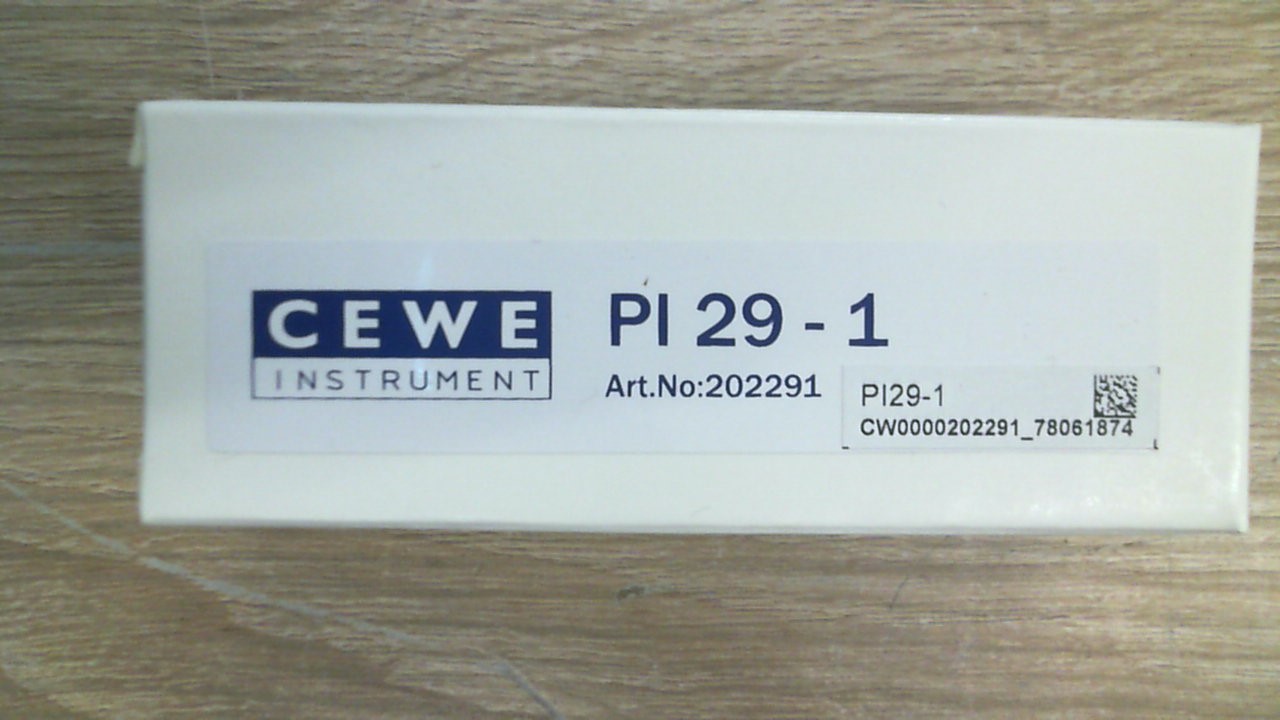 CEWE
INSTRUMENT
PI 29 - 1
Art.No:202291
PI29-1
CW0000202291_78061874